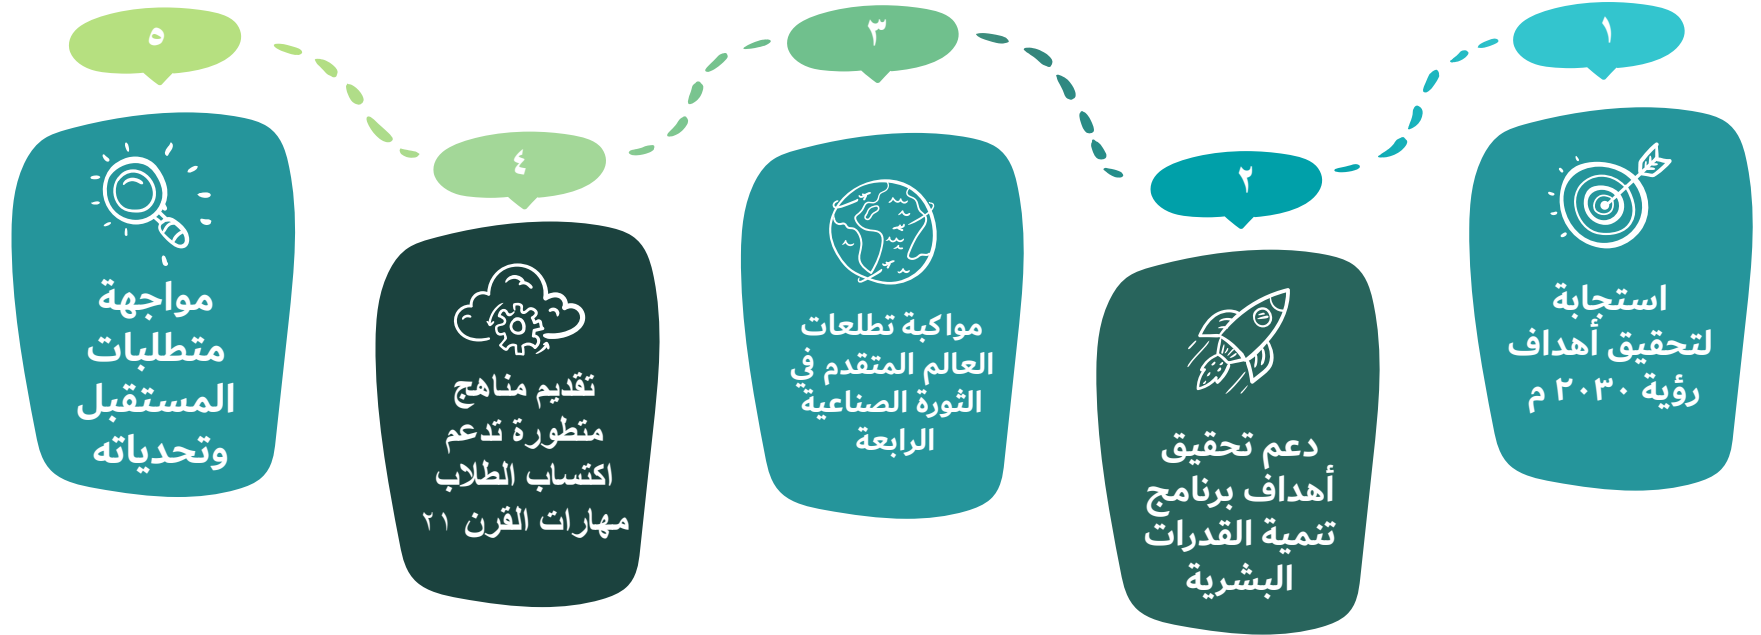 ١
استجابة
لتحقيق أهداف
رؤية ٢٠٣٠ م
٢
دعم تحقيق
أهداف برنامج
تنمية القدرات
البشرية
٣
مواكبة تطلعات
العالم المتقدم في
الثورة الصناعية
الرابعة
٤
تقديم مناهج
متطورة تدعم
اكتساب الطلاب
مهارات القرن ٢١
٥
مواجهة
متطلبات
المستقبل
وتحدياته